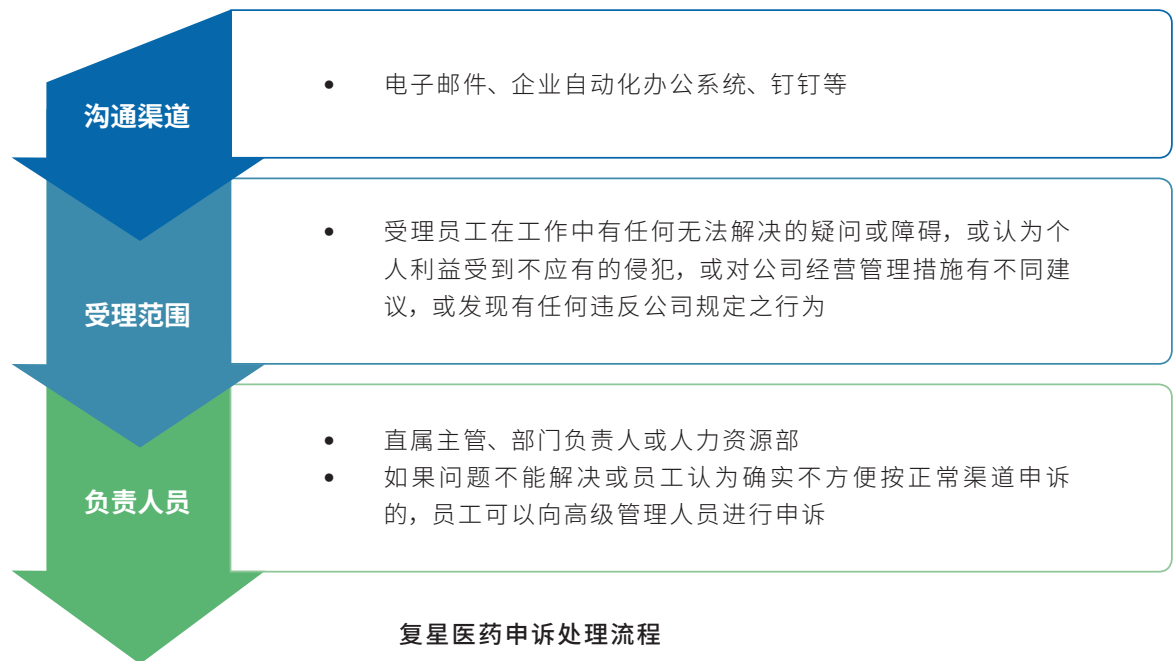 沟通渠道
• 电子邮件、企业自动化办公系统、钉钉等
受理范围
• 受理员工在工作中有任何无法解决的疑问或障碍，或认为个
人利益受到不应有的侵犯，或对公司经营管理措施有不同建
议，或发现有任何违反公司规定之行为
负责人员
• 直属主管、部门负责人或人力资源部
• 如果问题不能解决或员工认为确实不方便按正常渠道申诉
的，员工可以向高级管理人员进行申诉
复星医药申诉处理流程